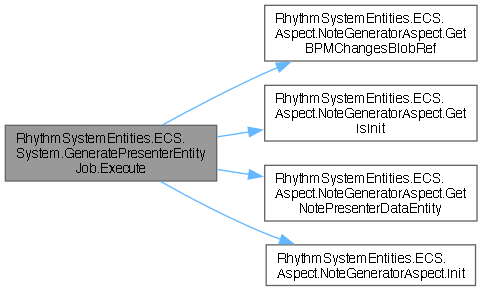 RhythmSystemEntities.ECS.
Aspect.NoteGeneratorAspect.Get
BPMChangesBlobRef
RhythmSystemEntities.ECS.
Aspect.NoteGeneratorAspect.Get
IsInit
RhythmSystemEntities.ECS.
System.GeneratePresenterEntity
Job.Execute
RhythmSystemEntities.ECS.
Aspect.NoteGeneratorAspect.Get
NotePresenterDataEntity
RhythmSystemEntities.ECS.
Aspect.NoteGeneratorAspect.Init